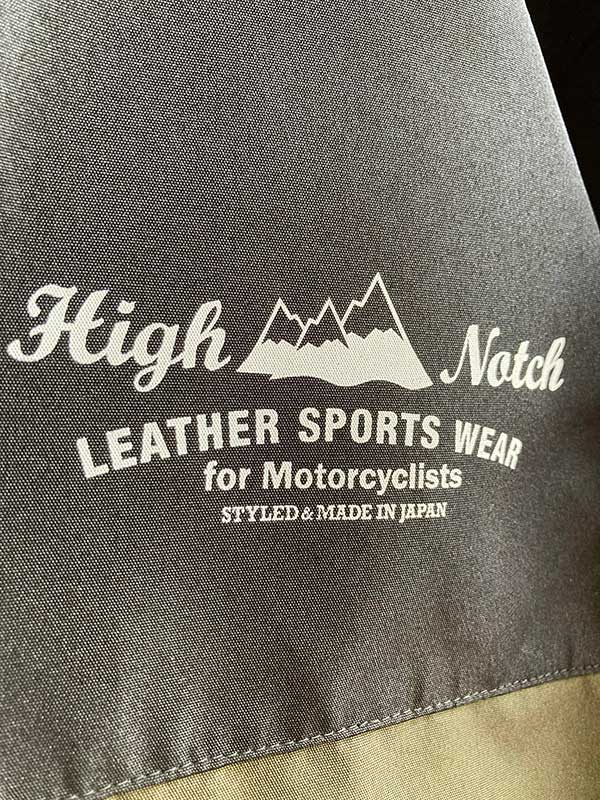 High Notch
LEATHER SPORTS WEAR
for Motorcyclists
STYLED & MADE IN JAPAN